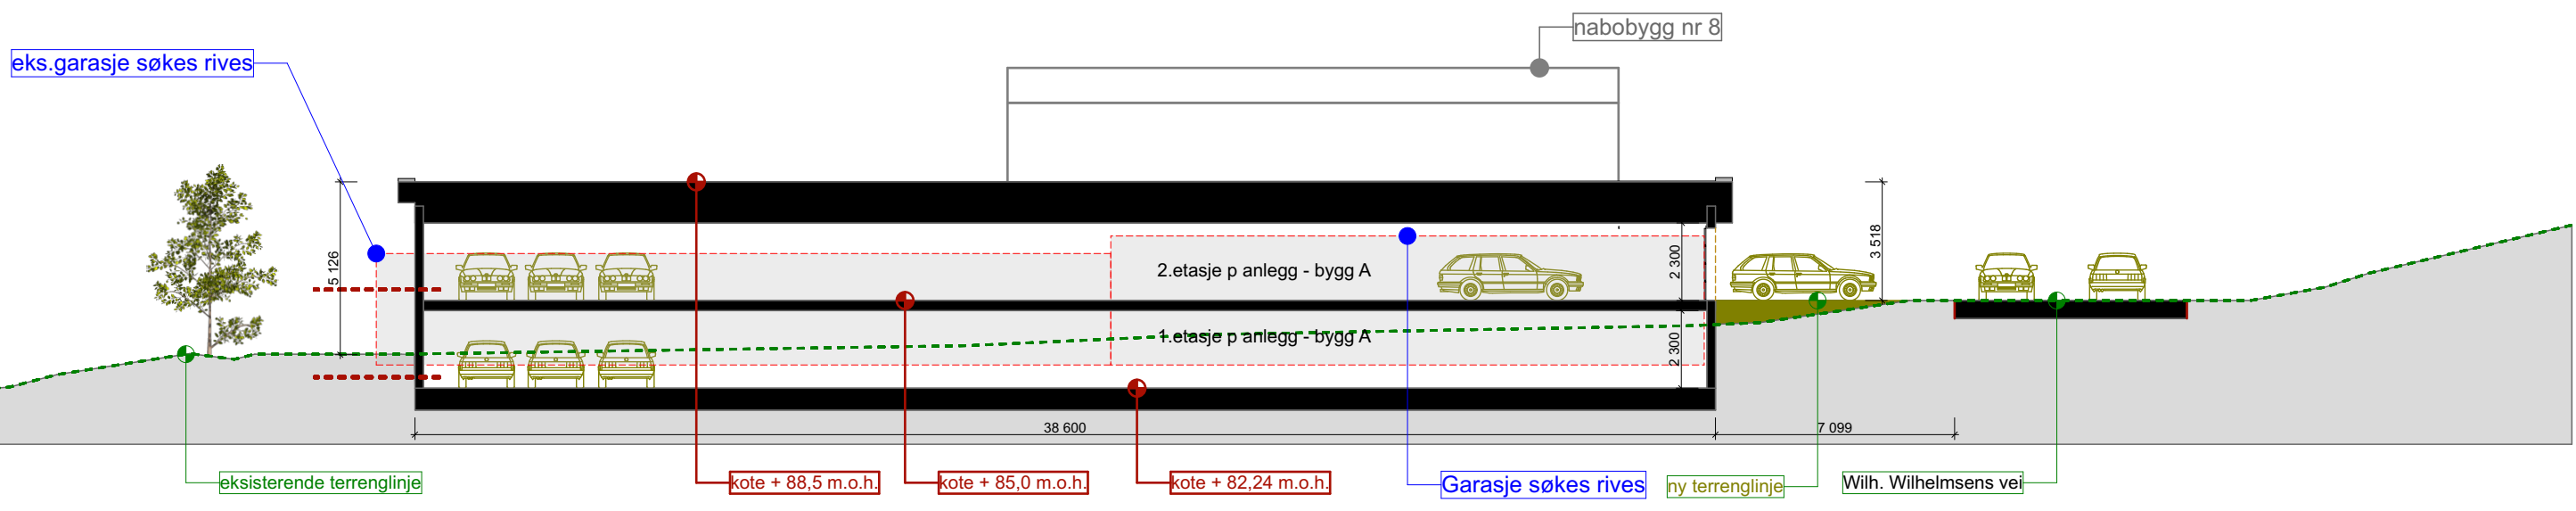 nabobygg nr 8
eks.garasje søkes rives
5 126
3 518
2.etasje p anlegg - bygg A
2 300
1.etasje p anlegg - bygg A
2 300
38 600
7 099
eksisterende terrenglinje
kote + 88,5 m.o.h.
kote + 85,0 m.o.h.
kote + 82,24 m.o.h.
Garasje søkes rives
ny terrenglinje
Wilh. Wilhelmsens vei